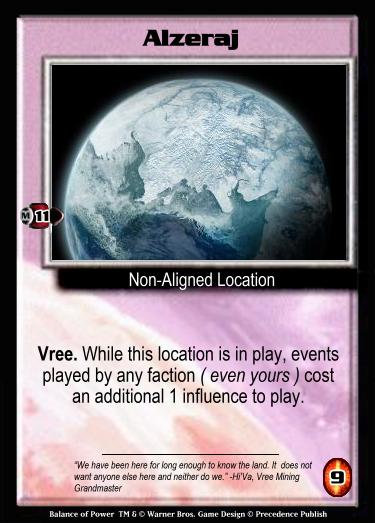 Alzeraj
M 11
Non-Aligned Location
Vree. While this location is in play, events
played by any faction ( even yours ) cost
an additional 1 influence to play.
"We have been here for long enough to know the land. It does not
want anyone else here and neither do we." -Hi'Va, Vree Mining
Grandmaster
9
Balance of Power TM & © Warner Bros. Game Design © Precedence Publish